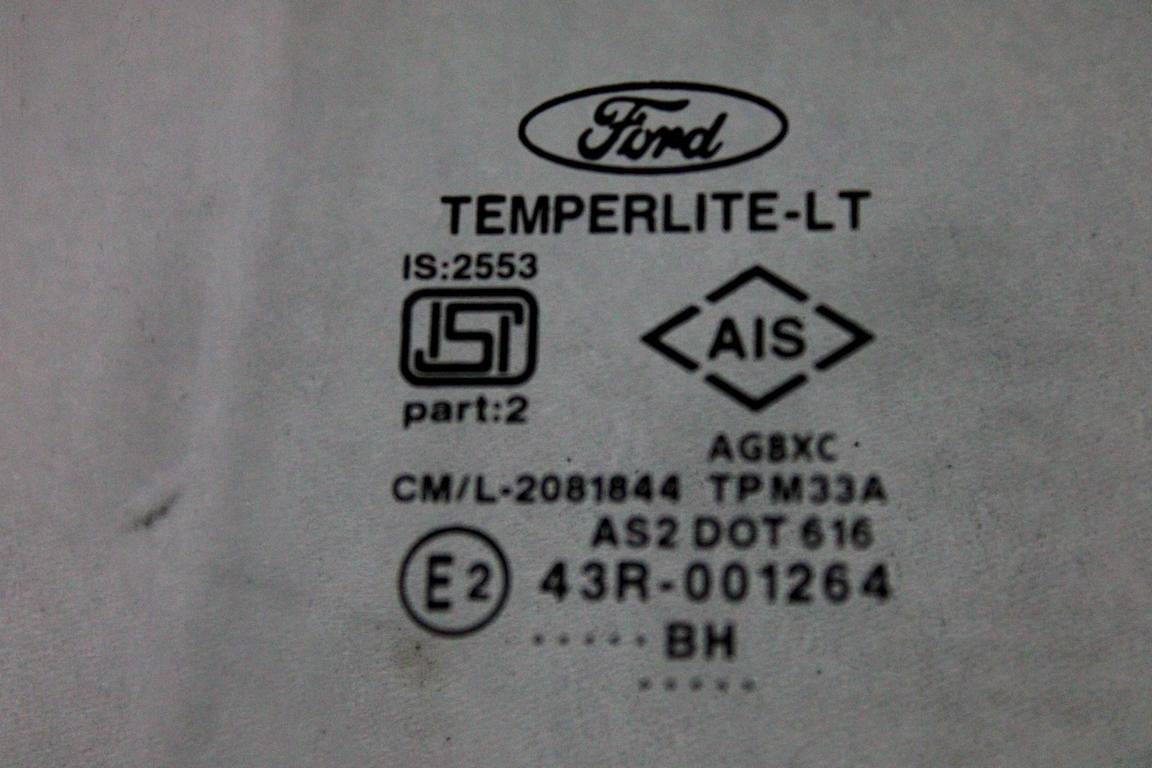 Ford
TEMPERLITE-LT
IS:2553
ISI
part:2
AIS
AG8XC
CM/L-2081844 TPM33A
AS2 DOT 616
E2 43R-001264
.....BH
.....